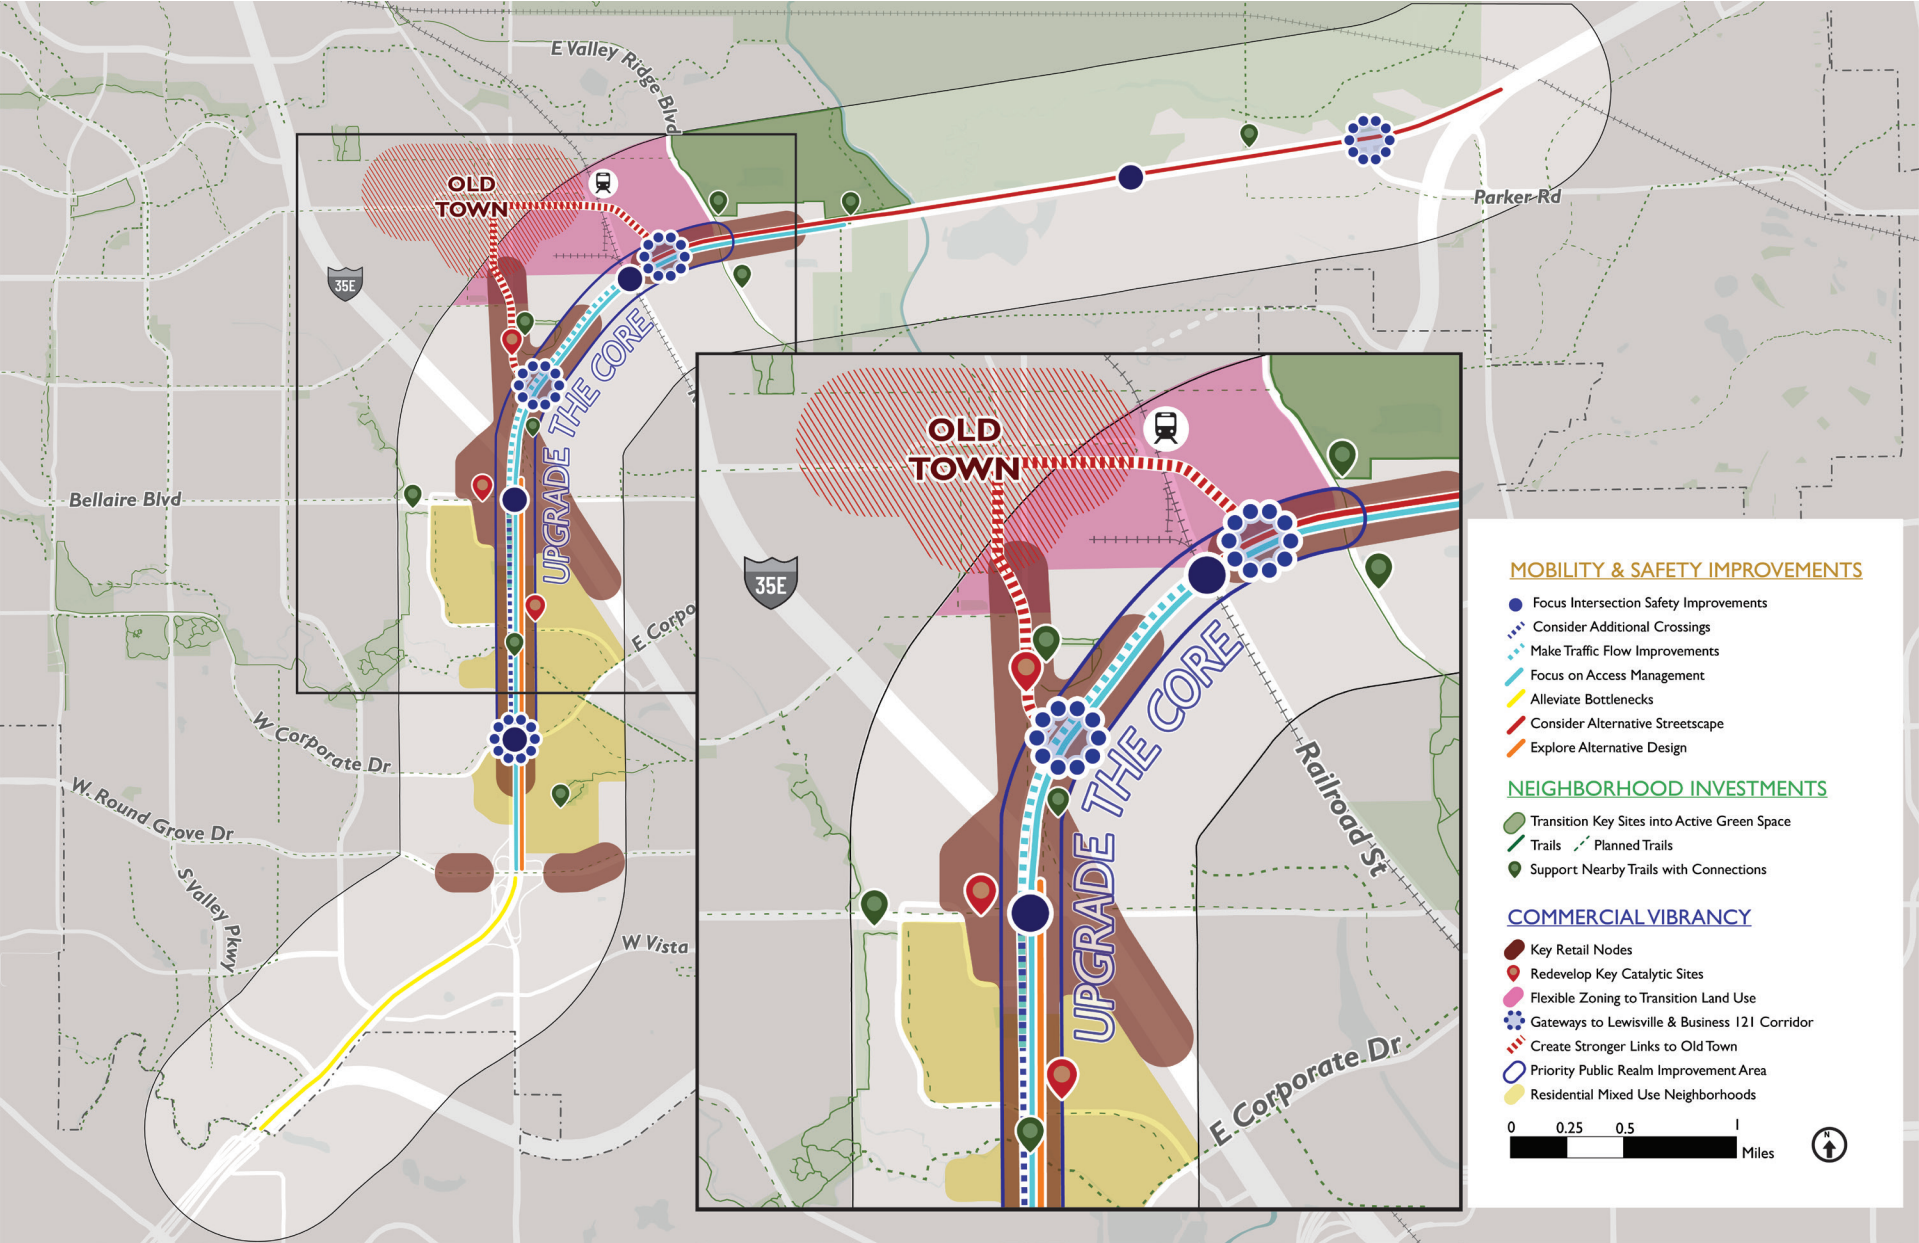 E Valley Ridge Blvd
OLD
TOWN
35E
Parker Rd
UPGRADE THE CORE
Bellaire Blvd
E Corpo
W Corporate Dr
W. Round Grove Dr
S Valley Pkwy
W Vista
OLD
TOWN
35E
UPGRADE THE CORE
Railroad St
E Corporate Dr
MOBILITY & SAFETY IMPROVEMENTS
Focus Intersection Safety Improvements
Consider Additional Crossings
Make Traffic Flow Improvements
Focus on Access Management
Alleviate Bottlenecks
Consider Alternative Streetscape
Explore Alternative Design
NEIGHBORHOOD INVESTMENTS
Transition Key Sites into Active Green Space
Trails Planned Trails
Support Nearby Trails with Connections
COMMERCIAL VIBRANCY
Key Retail Nodes
Redevelop Key Catalytic Sites
Flexible Zoning to Transition Land Use
Gateways to Lewisville & Business 121 Corridor
Create Stronger Links to Old Town
Priority Public Realm Improvement Area
Residential Mixed Use Neighborhoods
0 0.25 0.5 1
Miles
N